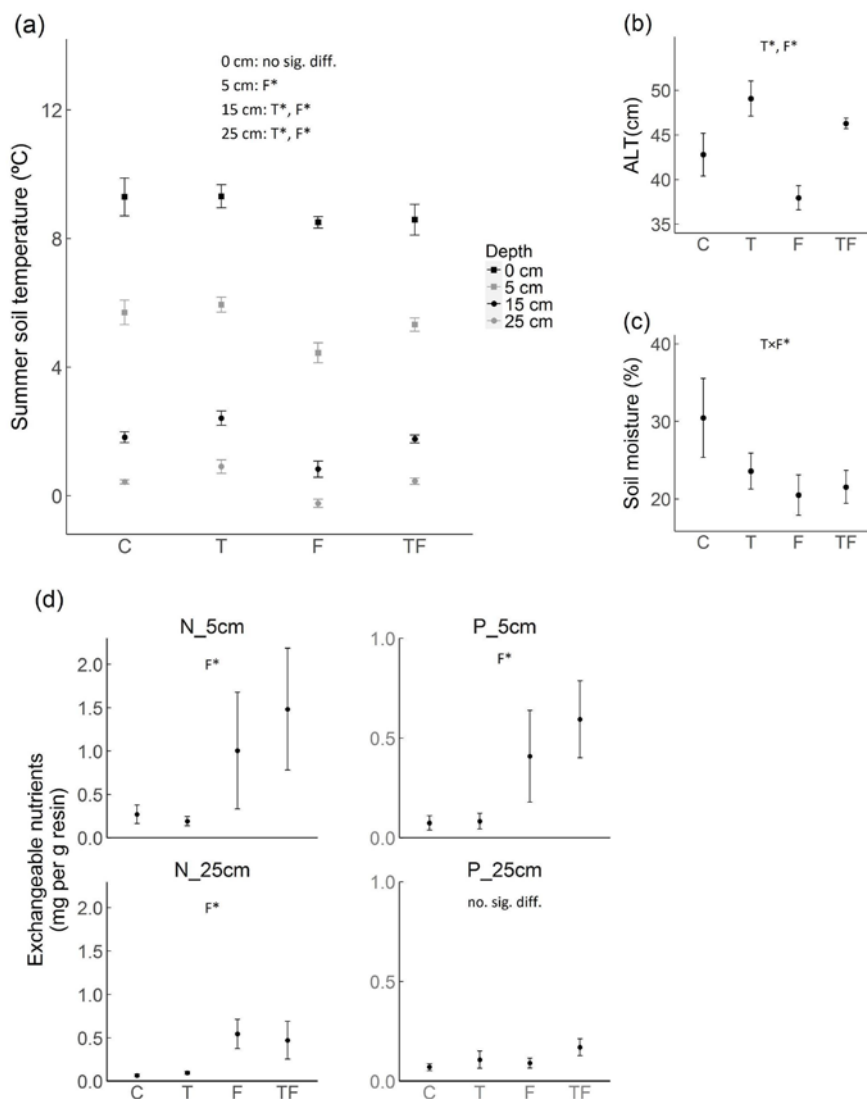 (a)
Summer soil temperature (ºC)
12
8
4
0
0 cm: no sig. diff.
5 cm: F*
15 cm: T*, F*
25 cm: T*, F*
C T F TF
Depth
0 cm
5 cm
15 cm
25 cm
(b)
ALT(cm)
50
45
40
35
T*, F*
C T F TF
(c)
Soil moisture (%)
40
30
20
T×F*
C T F TF
(d)
Exchangeable nutrients
(mg per g resin)
N_5cm
F*
2.0
1.5
1.0
0.5
0.0
P_5cm
F*
1.0
0.5
0.0
N_25cm
F*
2.0
1.5
1.0
0.5
0.0
C T F TF
P_25cm
no. sig. diff.
1.0
0.5
0.0
C T F TF